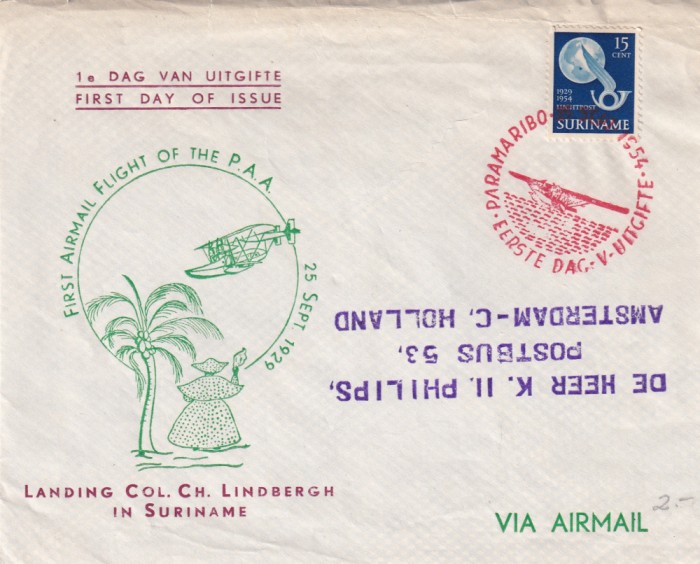 1e DAG VAN UITGIFTE
FIRST DAY OF ISSUE
FIRST AIRMAIL FLIGHT OF THE P.A.A.
25 SEPT. 1929
LANDING COL. CH. LINDBERGH
IN SURINAME
15
CENT
1929
1954
LUCHTPOST
SURINAME
PARAMARIBO 1954
EERSTE DAG-V-UITGIFTE
DE HEER K. H. PHILIPS,
POSTBUS 53,
AMSTERDAM-C, HOLLAND
VIA AIRMAIL
2.-